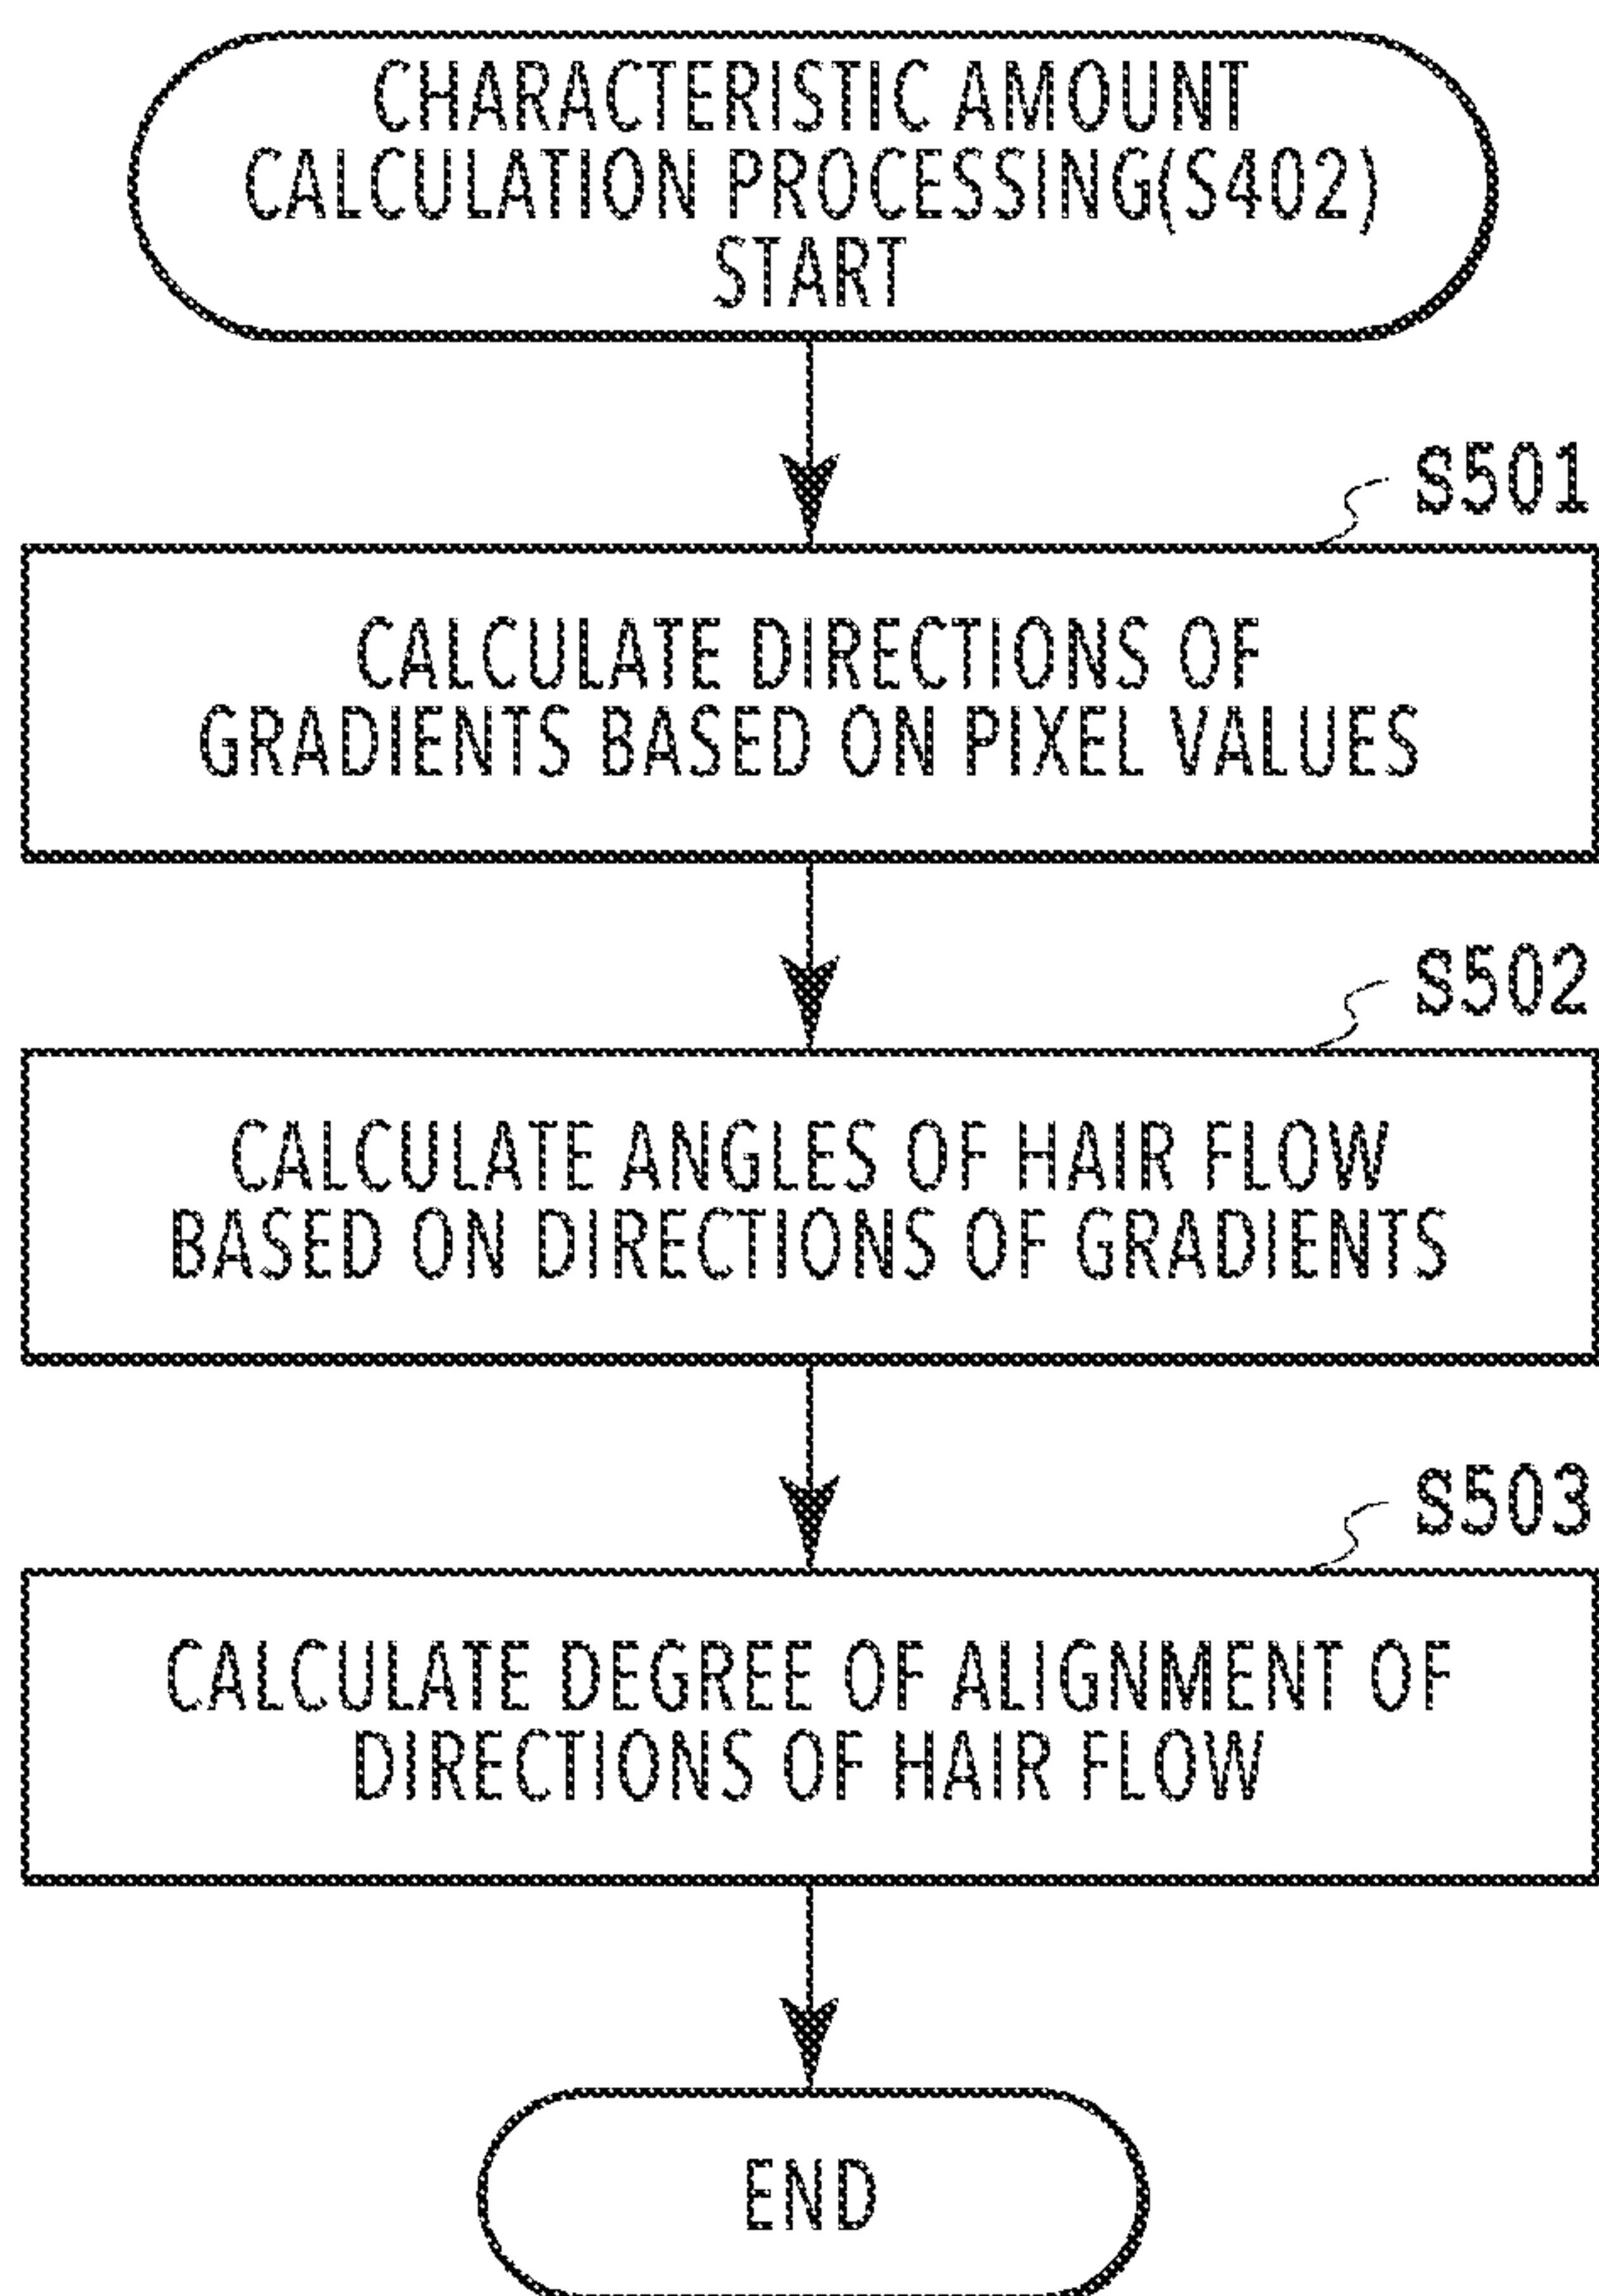 CHARACTERISTIC AMOUNT
CALCULATION PROCESSING(S402)
START
S501
CALCULATE DIRECTIONS OF
GRADIENTS BASED ON PIXEL VALUES
S502
CALCULATE ANGLES OF HAIR FLOW
BASED ON DIRECTIONS OF GRADIENTS
S503
CALCULATE DEGREE OF ALIGNMENT OF
DIRECTIONS OF HAIR FLOW
END